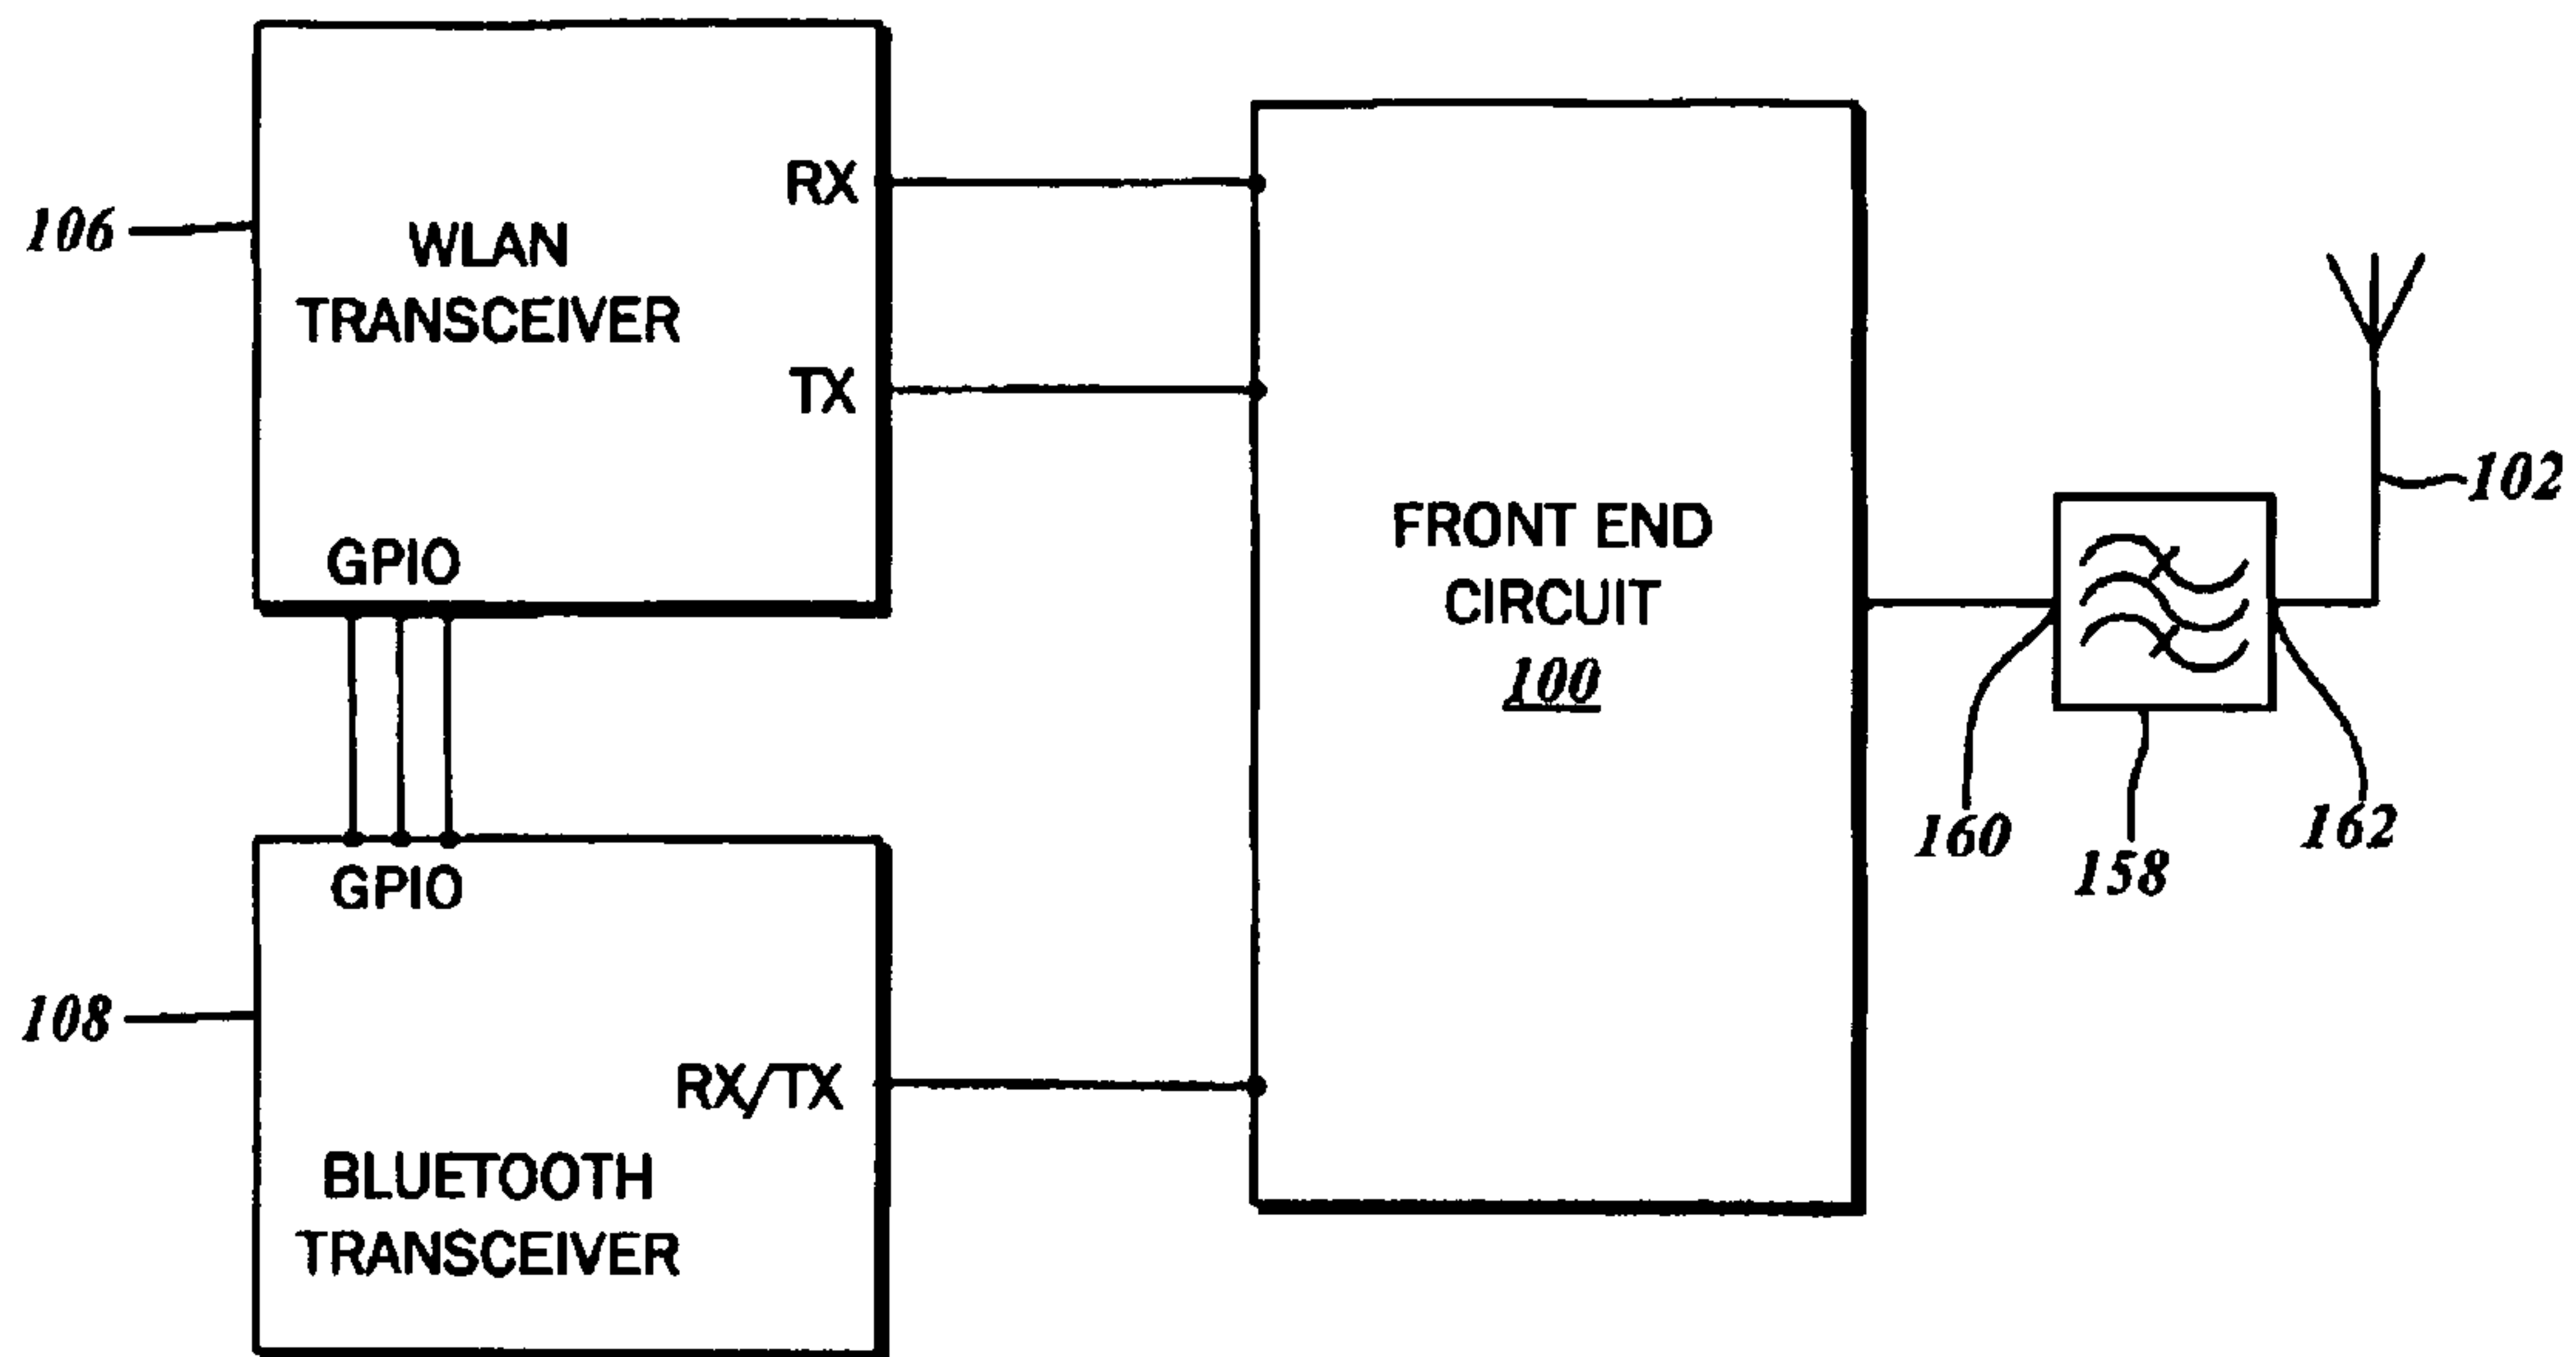 RX
106
WLAN
TRANSCEIVER
TX
GPIO
FRONT END
CIRCUIT
100
102
160
158
162
GPIO
108
RX/TX
BLUETOOTH
TRANSCEIVER